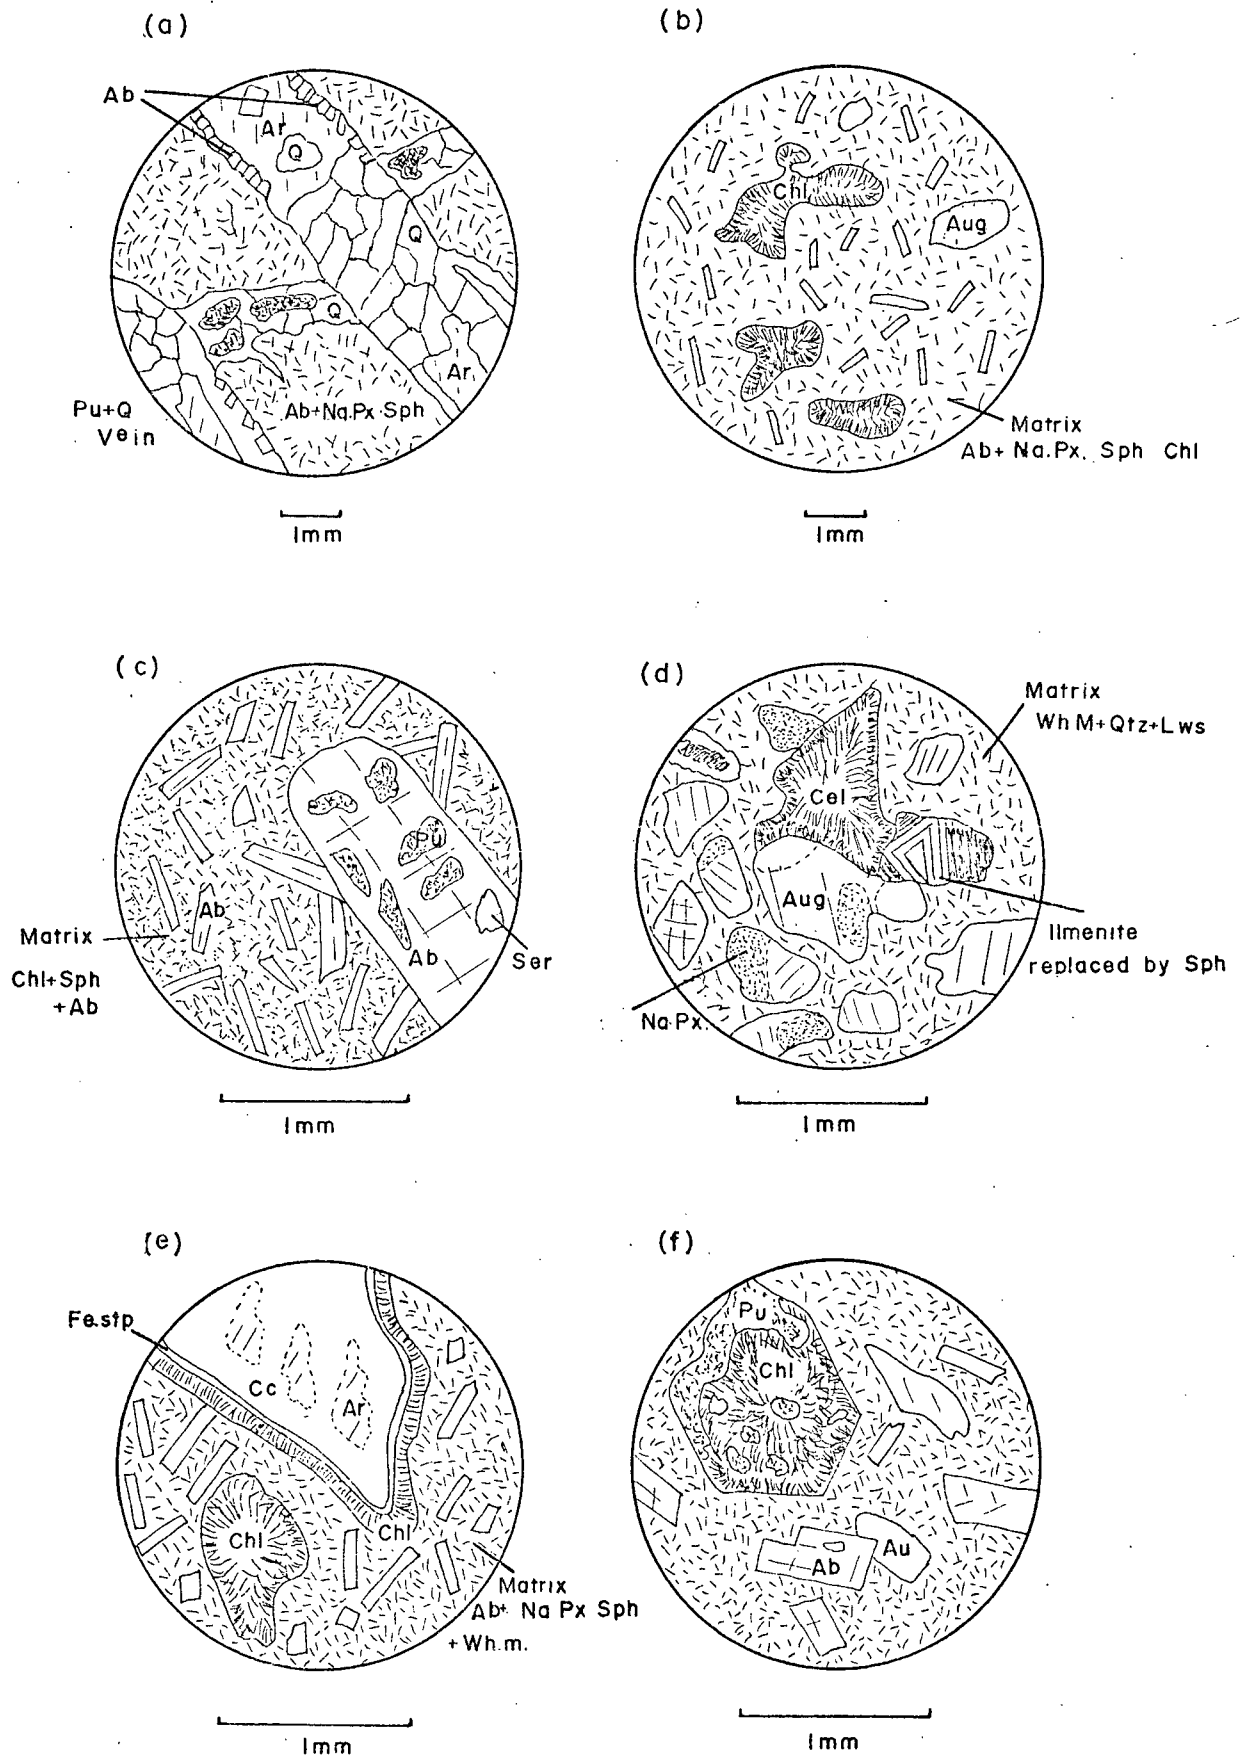 (a)
(b)
Ab
Ar
Q
Q
Q
Ar
Pu+Q
Vein
Ab+Na.Px.Sph
1mm
Chl
Aug
Matrix
Ab+ Na.Px. Sph Chl
1mm
(c)
(d)
Pu
Ab
Ab
Ser
Matrix
Chl+Sph
+Ab
1mm
Matrix
Wh M+Qtz+Lws
Cel
Aug
Ilmenite
replaced by Sph
Na.Px.
1mm
(e)
(f)
Fe.stp
Cc
Ar
Chl
Chl
Matrix
Ab+ Na Px Sph
+Wh.m.
1mm
Pu
Chl
Au
Ab
1mm